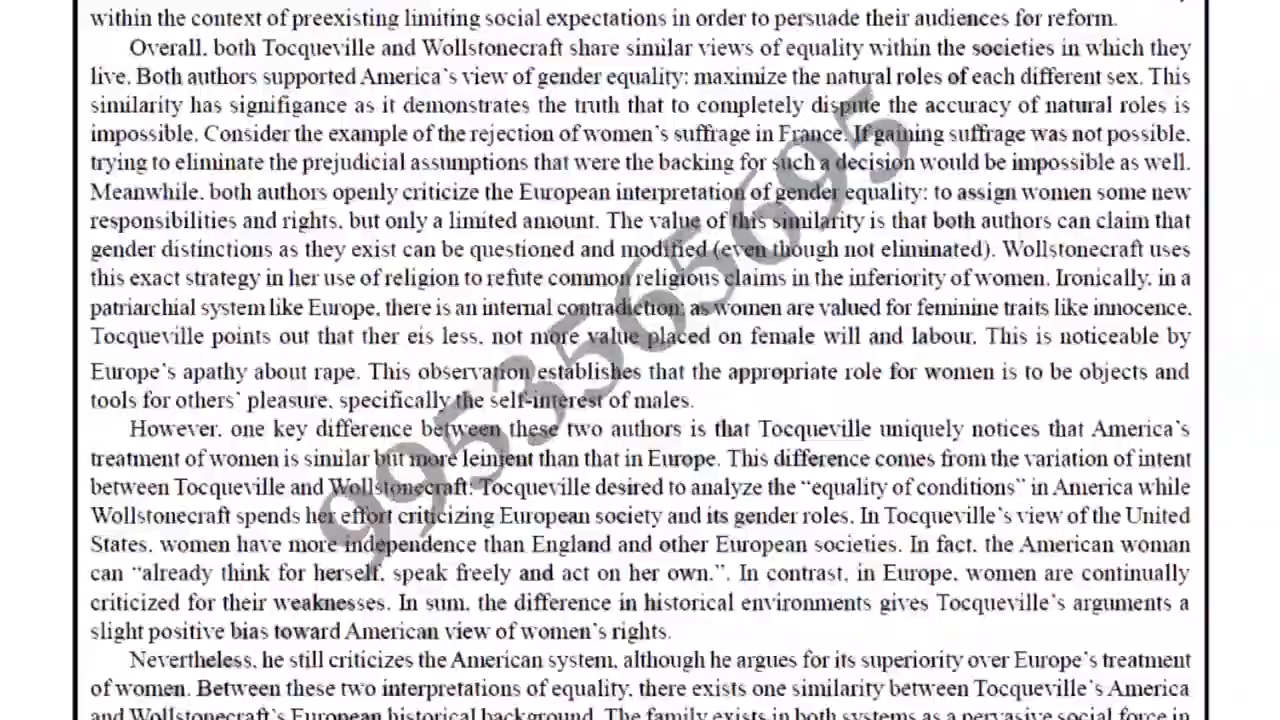 within the context of preexisting limiting social expectations in order to persuade their audiences for reform.
Overall, both Tocqueville and Wollstonecraft share similar views of equality within the societies in which they
live. Both authors supported America's view of gender equality: maximize the natural roles of each different sex. This
similarity has signifigance as it demonstrates the truth that to completely dispute the accuracy of natural roles is
impossible. Consider the example of the rejection of women's suffrage in France. If gaining suffrage was not possible,
trying to eliminate the prejudicial assumptions that were the backing for such a decision would be impossible as well.
Meanwhile, both authors openly criticize the European interpretation of gender equality: to assign women some new
responsibilities and rights, but only a limited amount. The value of this similarity is that both authors can claim that
gender distinctions as they exist can be questioned and modified (even though not eliminated). Wollstonecraft uses
this exact strategy in her use of religion to refute common religious claims in the inferiority of women. Ironically, in a
patriarchial system like Europe, there is an internal contradiction: as women are valued for feminine traits like innocence,
Tocqueville points out that ther eis less, not more value placed on female will and labour. This is noticeable by
Europe's apathy about rape. This observation establishes that the appropriate role for women is to be objects and
tools for others' pleasure, specifically the self-interest of males.
However, one key difference between these two authors is that Tocqueville uniquely notices that America's
treatment of women is similar but more leinient than that in Europe. This difference comes from the variation of intent
between Tocqueville and Wollstonecraft: Tocqueville desired to analyze the "equality of conditions" in America while
Wollstonecraft spends her effort criticizing European society and its gender roles. In Tocqueville's view of the United
States, women have more independence than England and other European societies. In fact, the American woman
can "already think for herself, speak freely and act on her own.". In contrast, in Europe, women are continually
criticized for their weaknesses. In sum, the difference in historical environments gives Tocqueville's arguments a
slight positive bias toward American view of women's rights.
Nevertheless, he still criticizes the American system, although he argues for its superiority over Europe's treatment
of women. Between these two interpretations of equality, there exists one similarity between Tocqueville's America
and Wollstonecraft's European historical background. The family exists in both systems as a pervasive social force in
9953565695